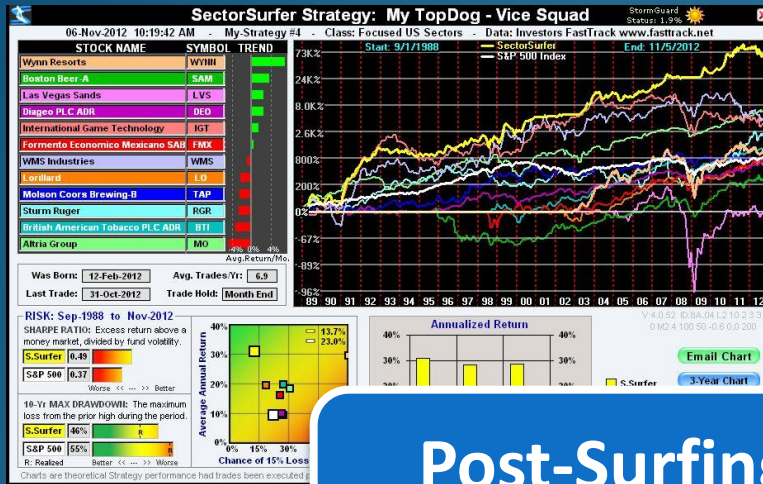 SectorSurfer Strategy: My TopDog - Vice Squad
StormGuard
Status: 1.9%
06-Nov-2012 10:19:42 AM - My-Strategy #4 - Class: Focused US Sectors - Data: Investors FastTrack www.fasttrack.net
STOCK NAME SYMBOL TREND
Wynn Resorts WYNN
Boston Beer-A SAM
Las Vegas Sands LVS
Diageo PLC ADR DEO
International Game Technology IGT
Formento Economico Mexicano SAB FMX
WMS Industries WMS
Lorillard LO
Molson Coors Brewing-B TAP
Sturm Ruger RGR
British American Tobacco PLC ADR BTI
Altria Group MO
-4% 0% 4%
Avg.Return/Mo.
Start: 9/1/1988
SectorSurfer
S&P 500 Index
End: 11/5/2012
73K%
24K%
8.0K%
2.6K%
800%
200%
0%
-67%
-89%
-96%
89 90 91 92 93 94 95 96 97 98 99 00 01 02 03 04 05 06 07 08 09 10 11 12
Was Born: 12-Feb-2012 Avg. Trades/Yr: 6.9
Last Trade: 31-Oct-2012 Trade Hold: Month End
RISK: Sep-1988 to Nov-2012
SHARPE RATIO: Excess return above a
money market, divided by fund volatility.
S.Surfer 0.49
S&P 500 0.37
Worse << --- >> Better
10-Yr MAX DRAWDOWN: The maximum
loss from the prior high during the period.
S.Surfer 46% R
S&P 500 55% R
R: Realized Better << --- >> Worse
Average Annual Return
40%
30%
20%
10%
0%
13.7%
23.0%
0% 15% 30%
Chance of 15% Loss
Annualized Return
40% 40%
30% 30%
V:4.0.52
Email Chart
S.Surfer
3-Year Chart
Charts are theoretical Strategy performance had trades been executed
Post-Surfing